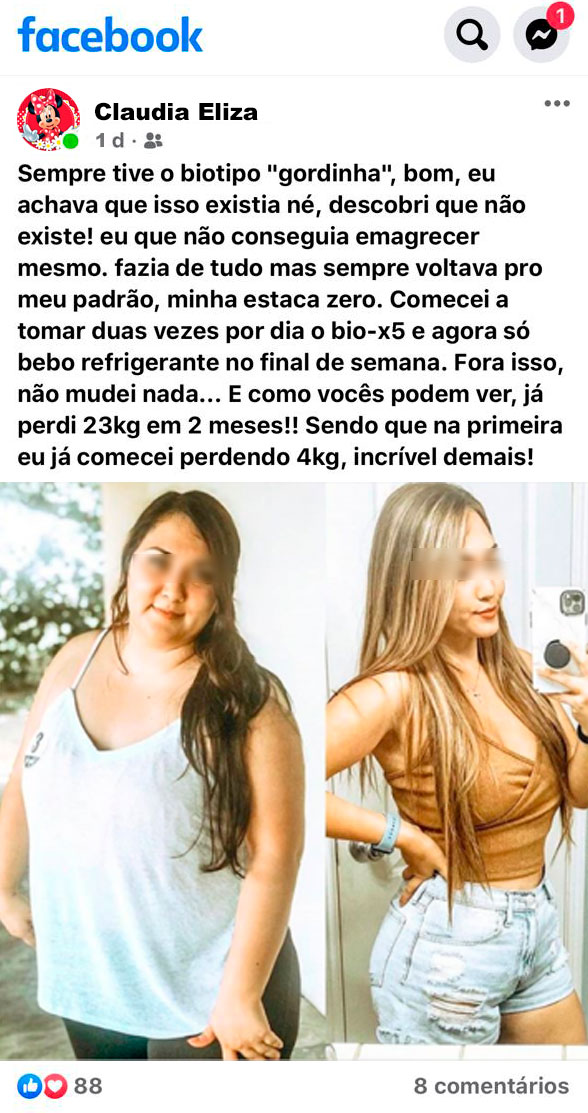 facebook
1
Claudia Eliza
1 d ·
Sempre tive o biotipo "gordinha", bom, eu
achava que isso existia né, descobri que não
existe! eu que não conseguia emagrecer
mesmo. fazia de tudo mas sempre voltava pro
meu padrão, minha estaca zero. Comecei a
tomar duas vezes por dia o bio-x5 e agora só
bebo refrigerante no final de semana. Fora isso,
não mudei nada... E como vocês podem ver, já
perdi 23kg em 2 meses!! Sendo que na primeira
eu já comecei perdendo 4kg, incrível demais!
88
8 comentários